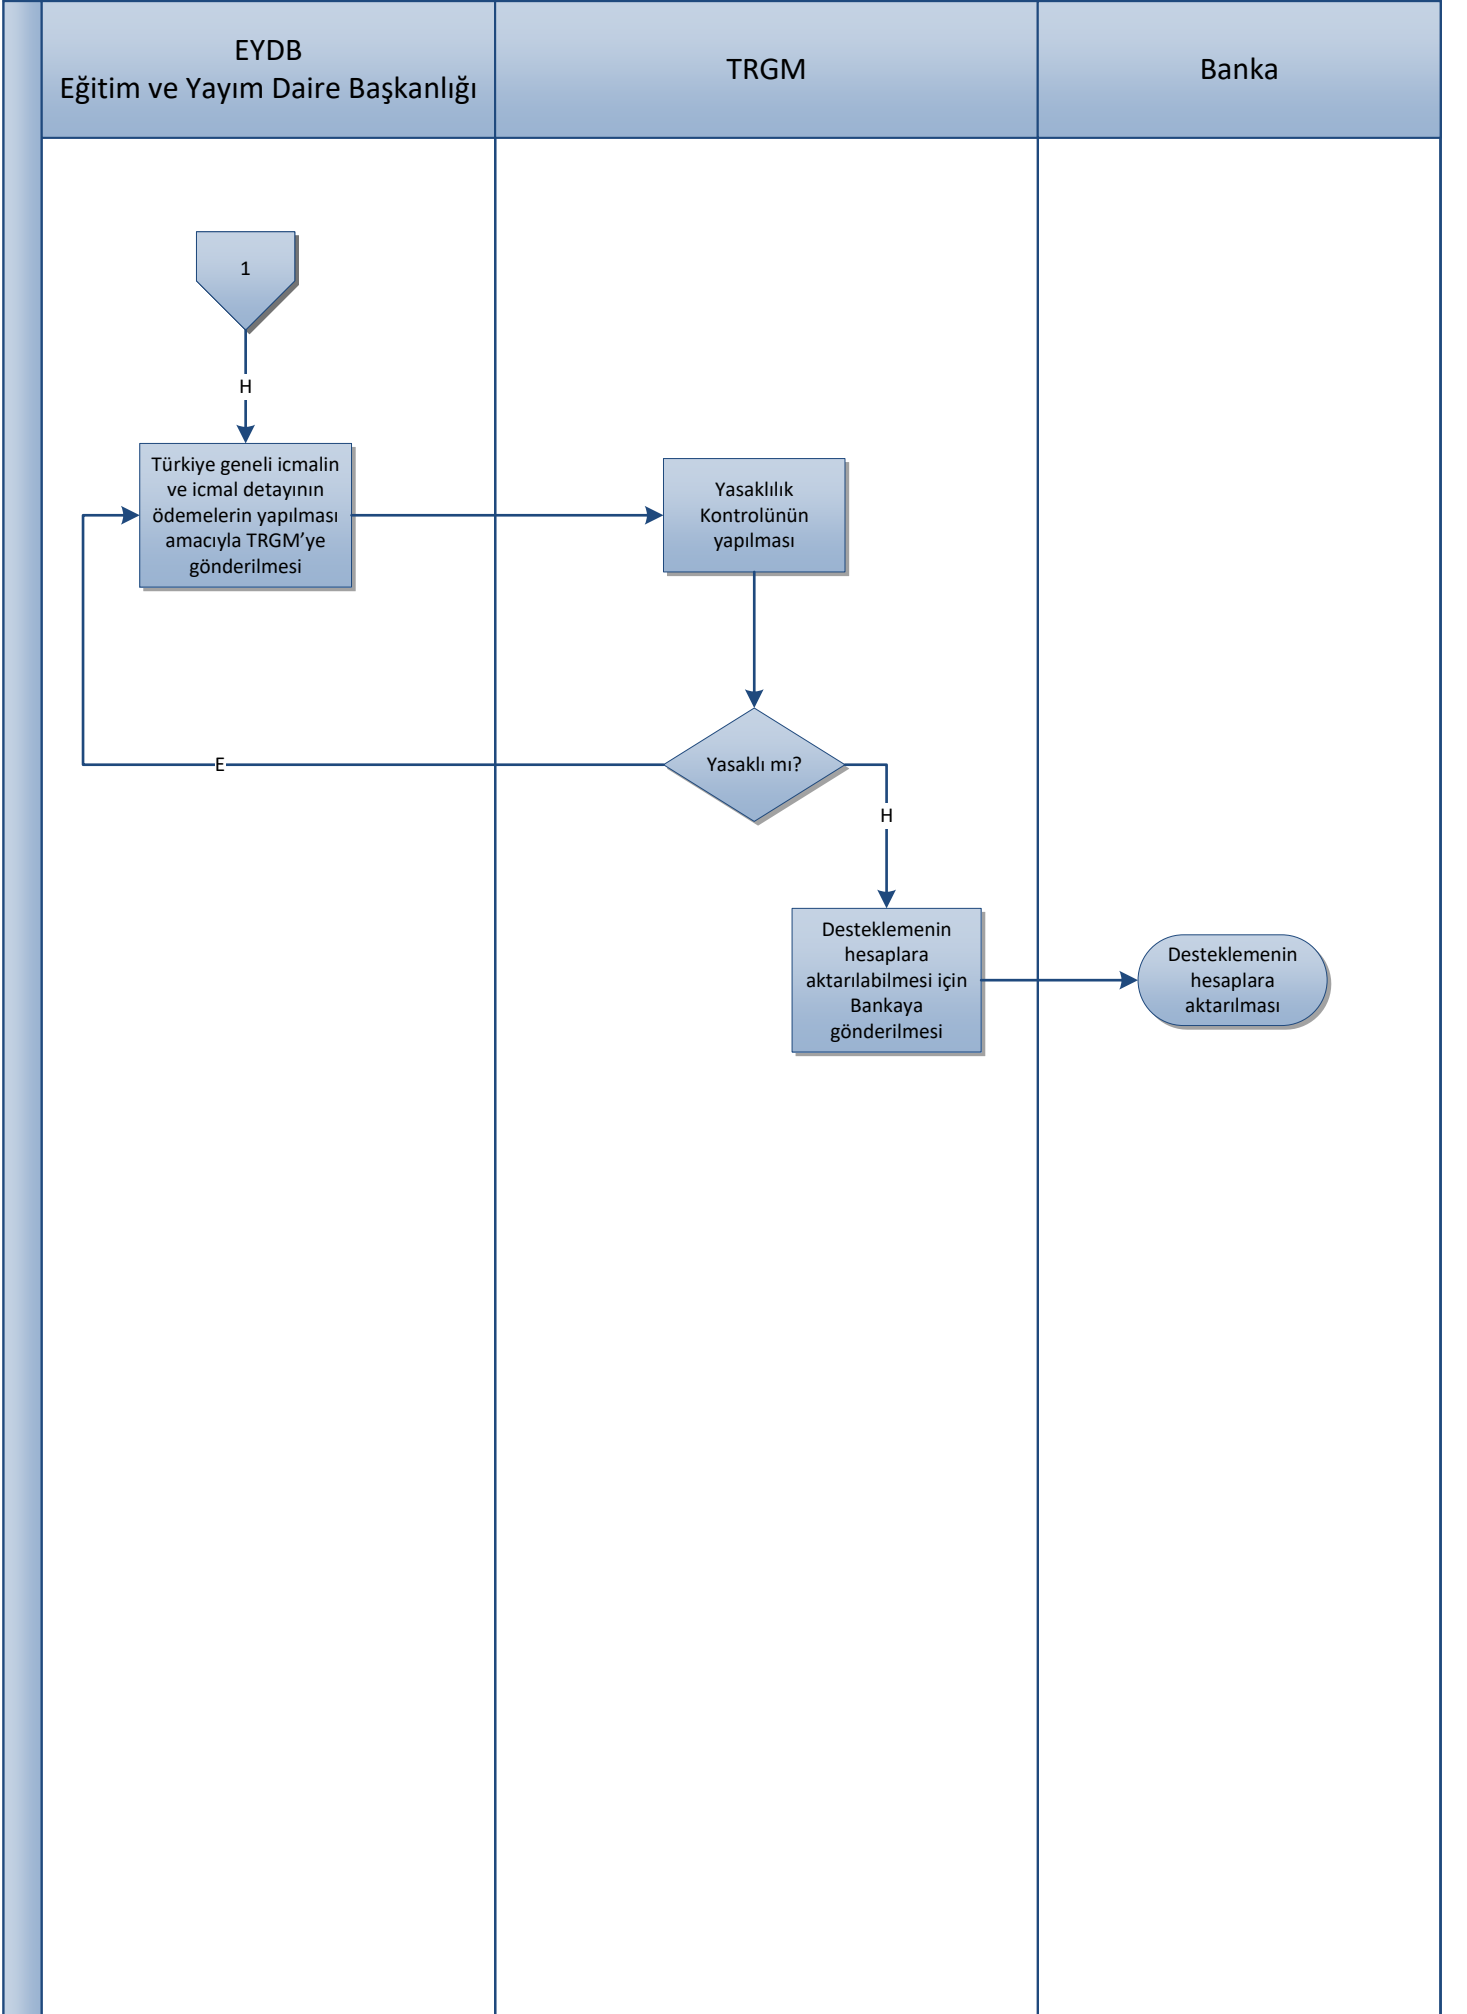 EYDB
Eğitim ve Yayım Daire Başkanlığı
TRGM
Banka
1
H
Türkiye geneli icmalin
ve icmal detayının
ödemelerin yapılması
amacıyla TRGM’ye
gönderilmesi
Yasaklılık
Kontrolünün
yapılması
Yasaklı mı?
E
H
Desteklemenin
hesaplara
aktarılabilmesi için
Bankaya
gönderilmesi
Desteklemenin
hesaplara
aktarılması